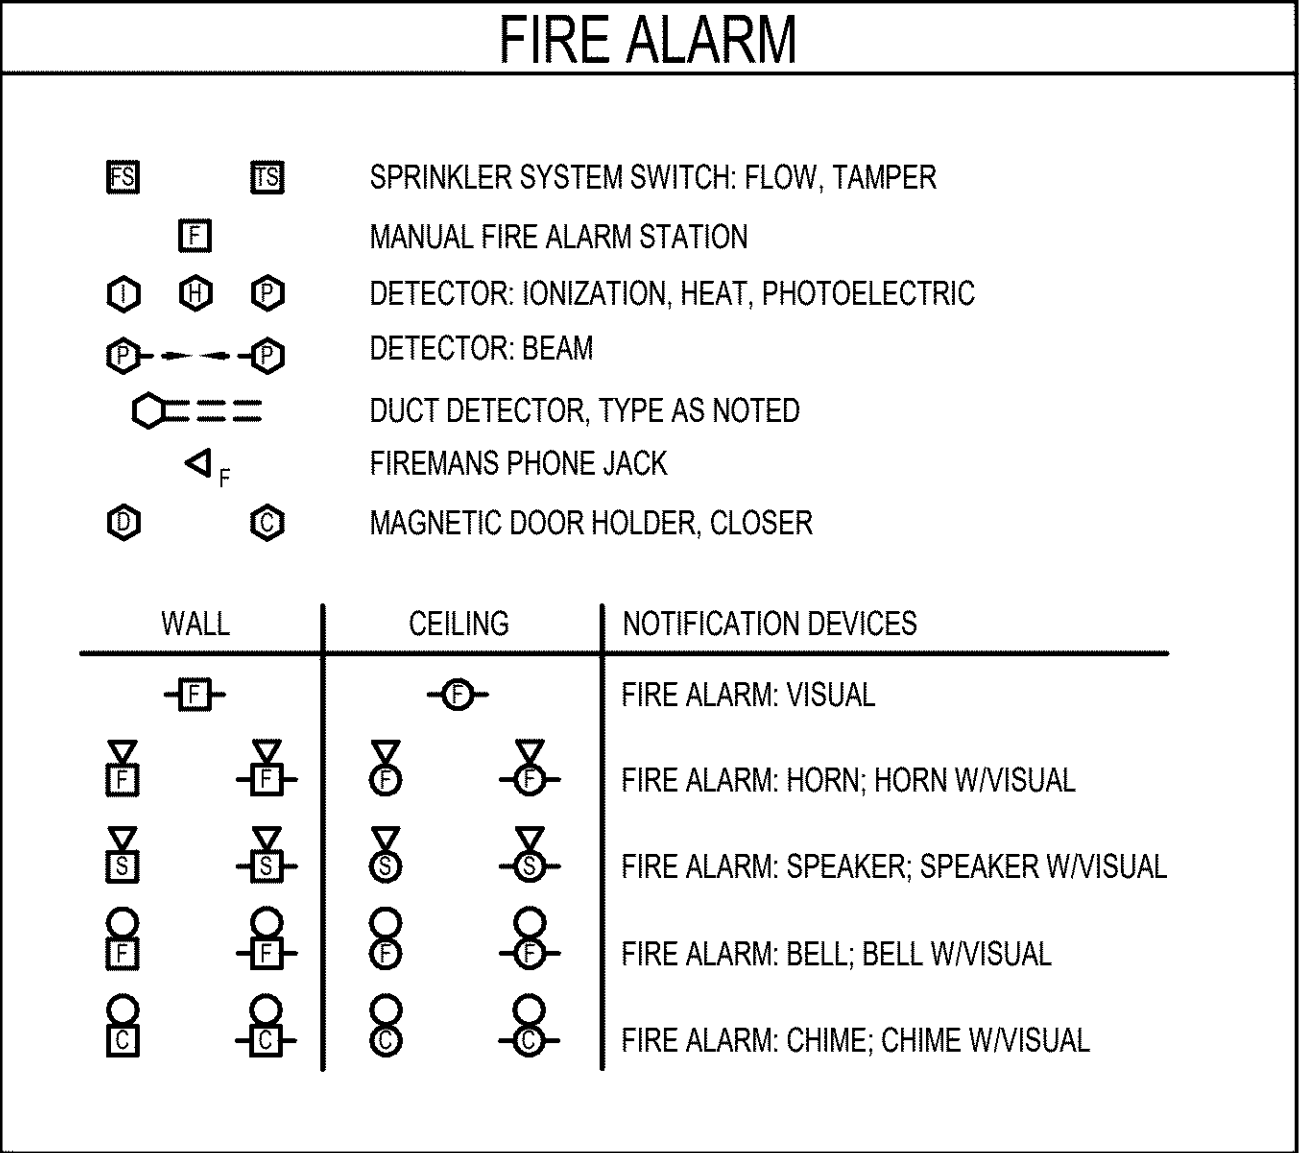 FIRE ALARM
FS TS SPRINKLER SYSTEM SWITCH: FLOW, TAMPER
F MANUAL FIRE ALARM STATION
I H P DETECTOR: IONIZATION, HEAT, PHOTOELECTRIC
P P DETECTOR: BEAM
DUCT DETECTOR, TYPE AS NOTED
F FIREMANS PHONE JACK
D C MAGNETIC DOOR HOLDER, CLOSER
WALL CEILING NOTIFICATION DEVICES
F F FIRE ALARM: VISUAL
F F F F FIRE ALARM: HORN; HORN W/VISUAL
S S S S FIRE ALARM: SPEAKER; SPEAKER W/VISUAL
F F F F FIRE ALARM: BELL; BELL W/VISUAL
C C C C FIRE ALARM: CHIME; CHIME W/VISUAL